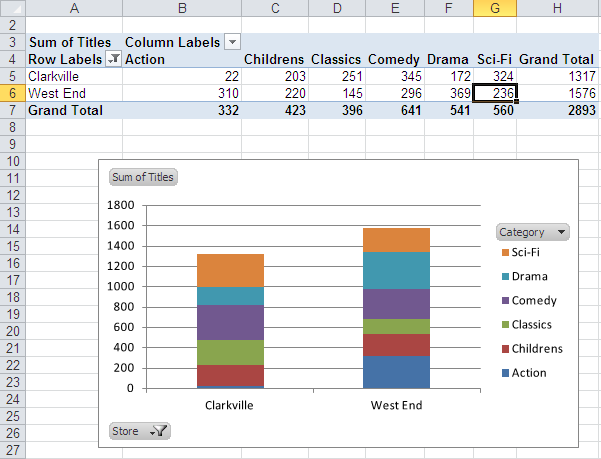 A B C D E F G H
2
3 Sum of Titles Column Labels
4 Row Labels Action Childrens Classics Comedy Drama Sci-Fi Grand Total
5 Clarkville 22 203 251 345 172 324 1317
6 West End 310 220 145 296 369 236 1576
7 Grand Total 332 423 396 641 541 560 2893
8
9
10
11 Sum of Titles
12
13 1800
14 1600 Category
15 1400 Sci-Fi
16 1200 Drama
17 1000 Comedy
18 800 Classics
19 600 Childrens
20 400 Action
21 200
22 0
23 Clarkville West End
24
25 Store
26
27